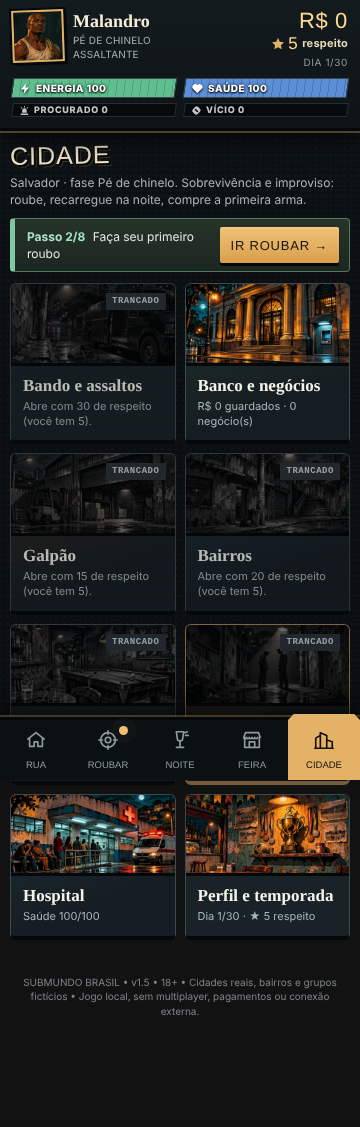 Malandro
PÉ DE CHINELO
ASSALTANTE
R$ 0
★ 5 respeito
DIA 1/30
ENERGIA 100
SAÚDE 100
PROCURADO 0
VÍCIO 0
CIDADE
Salvador · fase Pé de chinelo. Sobrevivência e improviso:
roube, recarregue na noite, compre a primeira arma.
Passo 2/8 Faça seu primeiro
roubo
IR ROUBAR →
TRANCADO
Bando e assaltos
Abre com 30 de respeito
(você tem 5).
Banco e negócios
R$ 0 guardados · 0
negócio(s)
TRANCADO
Galpão
Abre com 15 de respeito
(você tem 5).
TRANCADO
Bairros
Abre com 20 de respeito
(você tem 5).
TRANCADO
TRANCADO
RUA
ROUBAR
NOITE
FEIRA
CIDADE
Hospital
Saúde 100/100
Perfil e temporada
Dia 1/30 · ★ 5 respeito
SUBMUNDO BRASIL • v1.5 • 18+ • Cidades reais, bairros e grupos
fictícios • Jogo local, sem multiplayer, pagamentos ou conexão
externa.